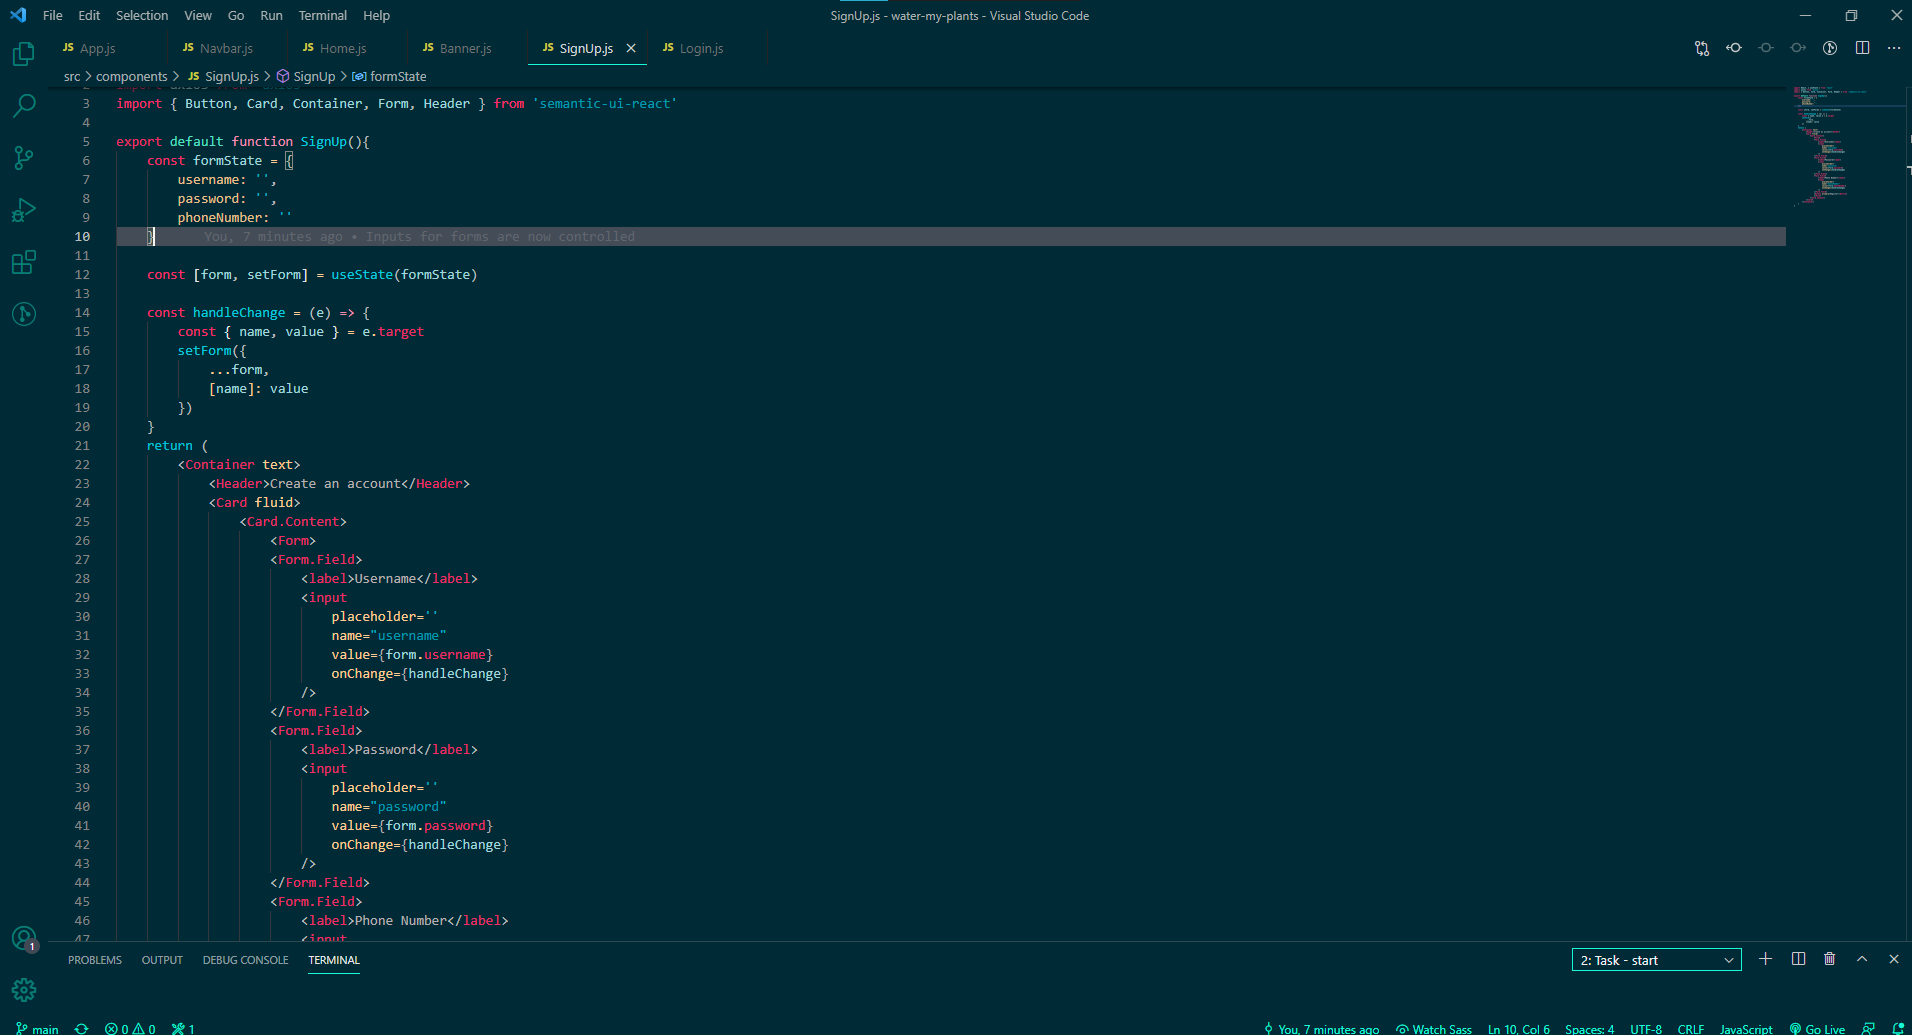 File Edit Selection View Go Run Terminal Help
SignUp.js - water-my-plants - Visual Studio Code
JS App.js JS Navbar.js JS Home.js JS Banner.js JS SignUp.js JS Login.js
src > components > JS SignUp.js > SignUp > formState
2 import axios from 'axios'
3 import { Button, Card, Container, Form, Header } from 'semantic-ui-react'
4
5 export default function SignUp(){
6 const formState = {
7 username: '',
8 password: '',
9 phoneNumber: ''
10 } You, 7 minutes ago • Inputs for forms are now controlled
11
12 const [form, setForm] = useState(formState)
13
14 const handleChange = (e) => {
15 const { name, value } = e.target
16 setForm({
17 ...form,
18 [name]: value
19 })
20 }
21 return (
22 <Container text>
23 <Header>Create an account</Header>
24 <Card fluid>
25 <Card.Content>
26 <Form>
27 <Form.Field>
28 <label>Username</label>
29 <input
30 placeholder=''
31 name="username"
32 value={form.username}
33 onChange={handleChange}
34 />
35 </Form.Field>
36 <Form.Field>
37 <label>Password</label>
38 <input
39 placeholder=''
40 name="password"
41 value={form.password}
42 onChange={handleChange}
43 />
44 </Form.Field>
45 <Form.Field>
46 <label>Phone Number</label>
47 <input
1
PROBLEMS OUTPUT DEBUG CONSOLE TERMINAL 2: Task - start
main 0 0 1 You, 7 minutes ago Watch Sass Ln 10, Col 6 Spaces: 4 UTF-8 CRLF JavaScript Go Live